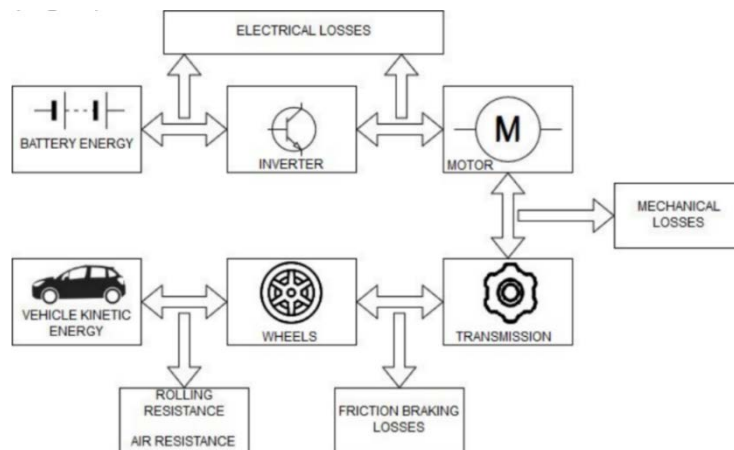 ELECTRICAL LOSSES
BATTERY ENERGY
INVERTER
M
MOTOR
MECHANICAL
LOSSES
VEHICLE KINETIC
ENERGY
WHEELS
TRANSMISSION
ROLLING
RESISTANCE
AIR RESISTANCE
FRICTION BRAKING
LOSSES